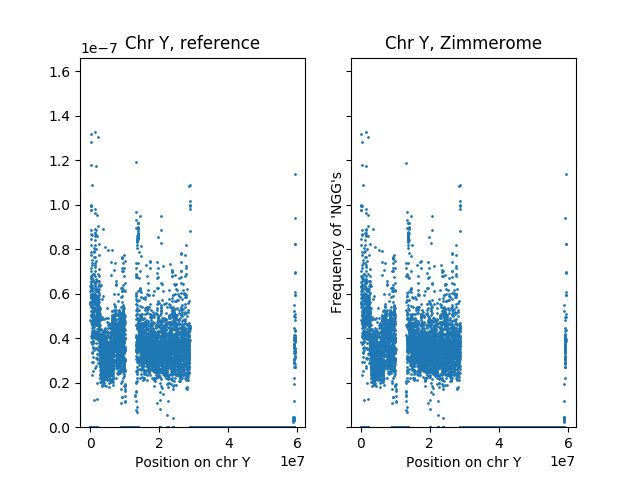 Chr Y, reference
1e−7
1.6
1.4
1.2
1.0
0.8
0.6
0.4
0.2
0.0
0 2 4 6
1e7
Position on chr Y
Chr Y, Zimmerome
Frequency of 'NGG's
0 2 4 6
1e7
Position on chr Y